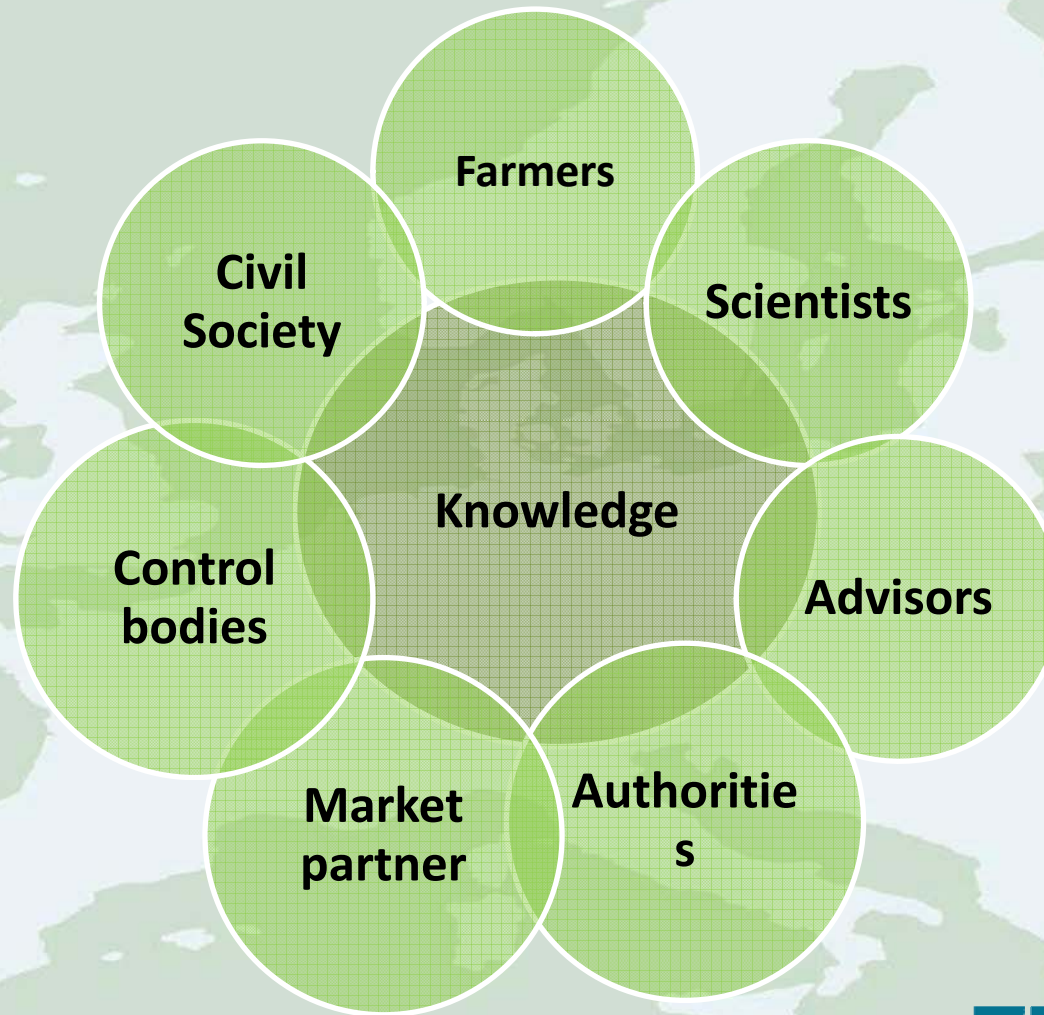 Farmers
Civil
Society
Scientists
Knowledge
Control
bodies
Advisors
Market
partner
Authoritie
s